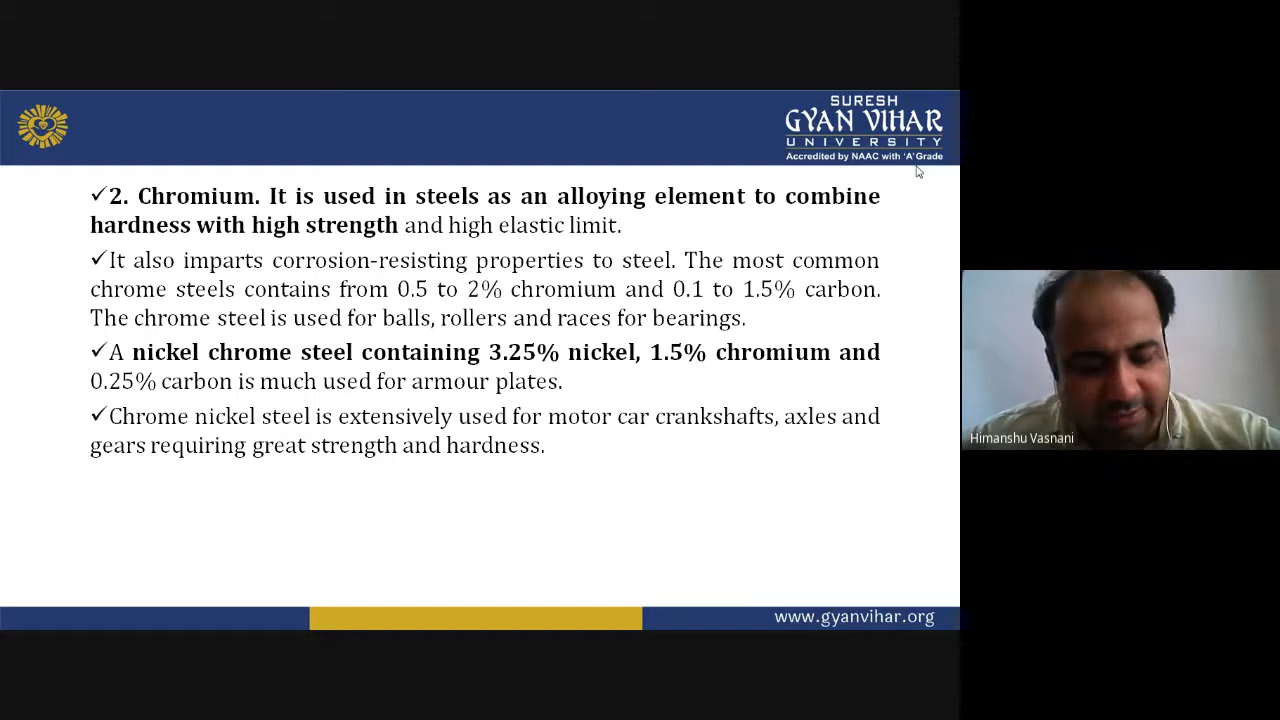 SURESH
GYAN VIHAR
UNIVERSITY
Accredited by NAAC with 'A' Grade
✓2. Chromium. It is used in steels as an alloying element to combine
hardness with high strength and high elastic limit.
✓It also imparts corrosion-resisting properties to steel. The most common
chrome steels contains from 0.5 to 2% chromium and 0.1 to 1.5% carbon.
The chrome steel is used for balls, rollers and races for bearings.
✓A nickel chrome steel containing 3.25% nickel, 1.5% chromium and
0.25% carbon is much used for armour plates.
✓Chrome nickel steel is extensively used for motor car crankshafts, axles and
gears requiring great strength and hardness.
Himanshu Vasnani
www.gyanvihar.org